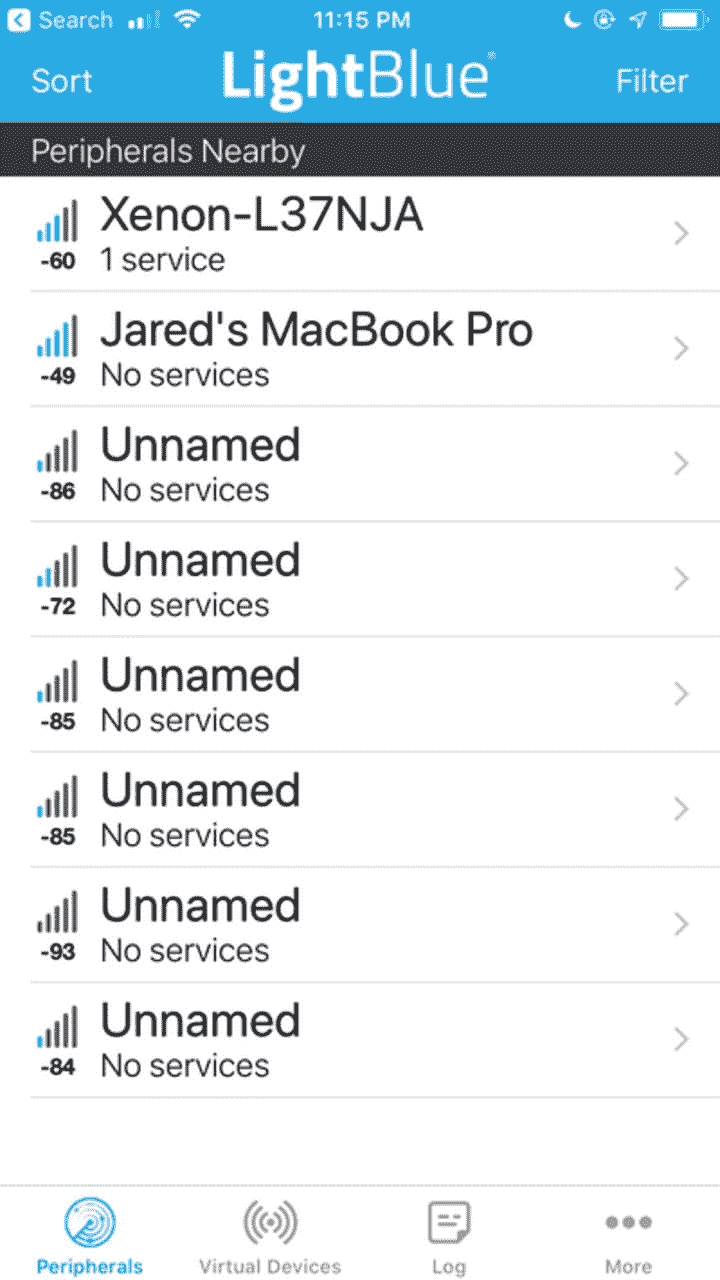 Search 11:15 PM
Sort LightBlue® Filter
Peripherals Nearby
Xenon-L37NJA
-60 1 service
Jared's MacBook Pro
-49 No services
Unnamed
-86 No services
Unnamed
-72 No services
Unnamed
-85 No services
Unnamed
-85 No services
Unnamed
-93 No services
Unnamed
-84 No services
Peripherals Virtual Devices Log More